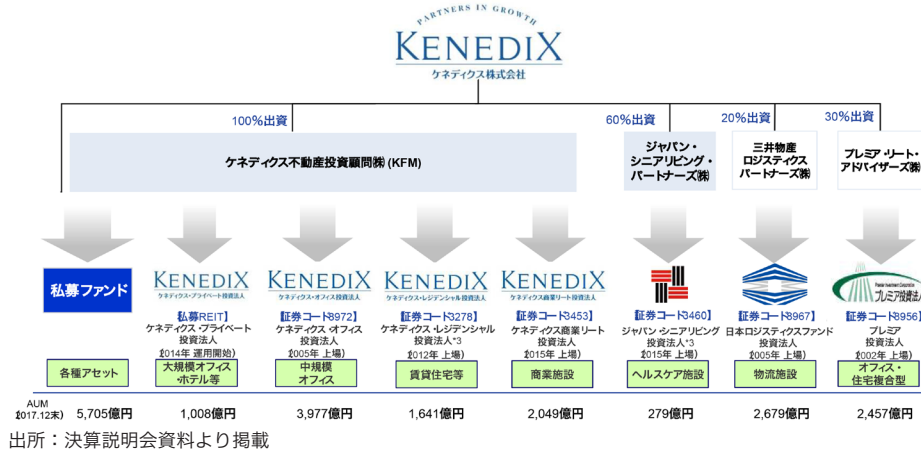 PARTNERS IN GROWTH
KENEDIX
ケネディクス株式会社
100%出資
60%出資
20%出資
30%出資
ケネディクス不動産投資顧問㈱ (KFM)
ジャパン・
シニアリビング・
パートナーズ㈱
三井物産
ロジスティクス
パートナーズ㈱
プレミア・リート・
アドバイザーズ㈱
私募ファンド
KENEDIX
ケネディクス・プライベート投資法人
KENEDIX
ケネディクス・オフィス投資法人
KENEDIX
ケネディクス・レジデンシャル投資法人
KENEDIX
ケネディクス商業リート投資法人
Premier Investment Corporation
プレミア投資法人
【私募REIT】
ケネディクス・プライベート
投資法人
(2014年 運用開始)
【証券コード8972】
ケネディクス・オフィス
投資法人
(2005年 上場)
【証券コード3278】
ケネディクス・レジデンシャル
投資法人*3
(2012年 上場)
【証券コード3453】
ケネディクス商業リート
投資法人
(2015年 上場)
【証券コード3460】
ジャパン・シニアリビング
投資法人*3
(2015年 上場)
【証券コード8967】
日本ロジスティクスファンド
投資法人
(2005年 上場)
【証券コード8956】
プレミア
投資法人
(2002年 上場)
各種アセット
大規模オフィス
・ホテル等
中規模
オフィス
賃貸住宅等
商業施設
ヘルスケア施設
物流施設
オフィス・
住宅複合型
AUM
(2017.12末)
5,705億円
1,008億円
3,977億円
1,641億円
2,049億円
279億円
2,679億円
2,457億円
出所：決算説明会資料より掲載